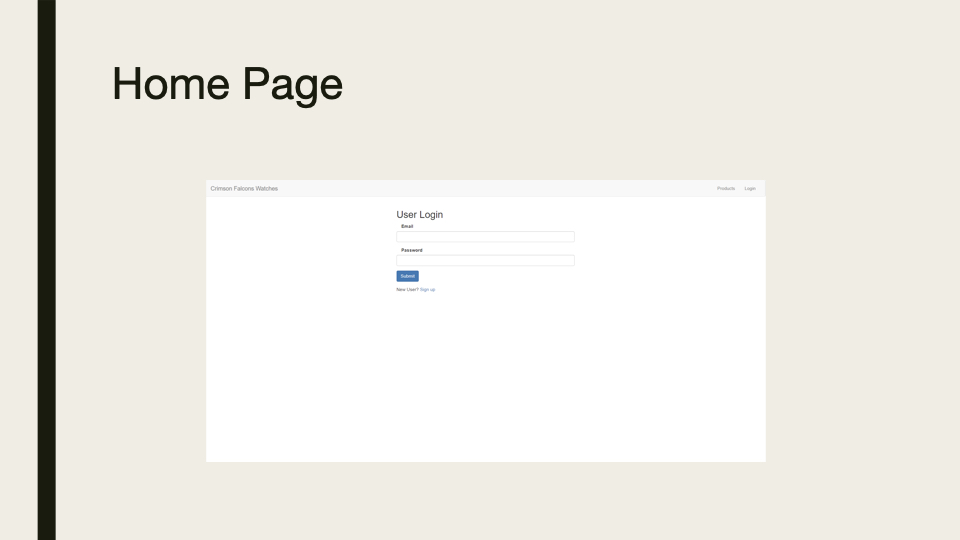 Home Page
Crimson Falcons Watches
Products Login
User Login
Email
Password
Submit
New User? Sign up